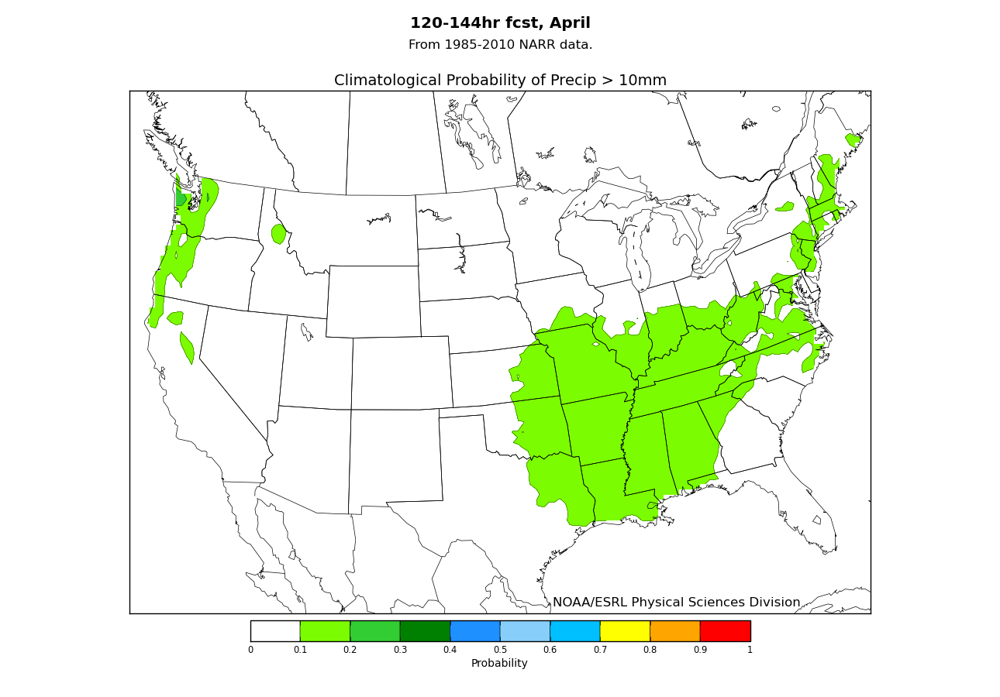 120-144hr fcst, April
From 1985-2010 NARR data.
Climatological Probability of Precip > 10mm
NOAA/ESRL Physical Sciences Division
0 0.1 0.2 0.3 0.4 0.5 0.6 0.7 0.8 0.9 1
Probability